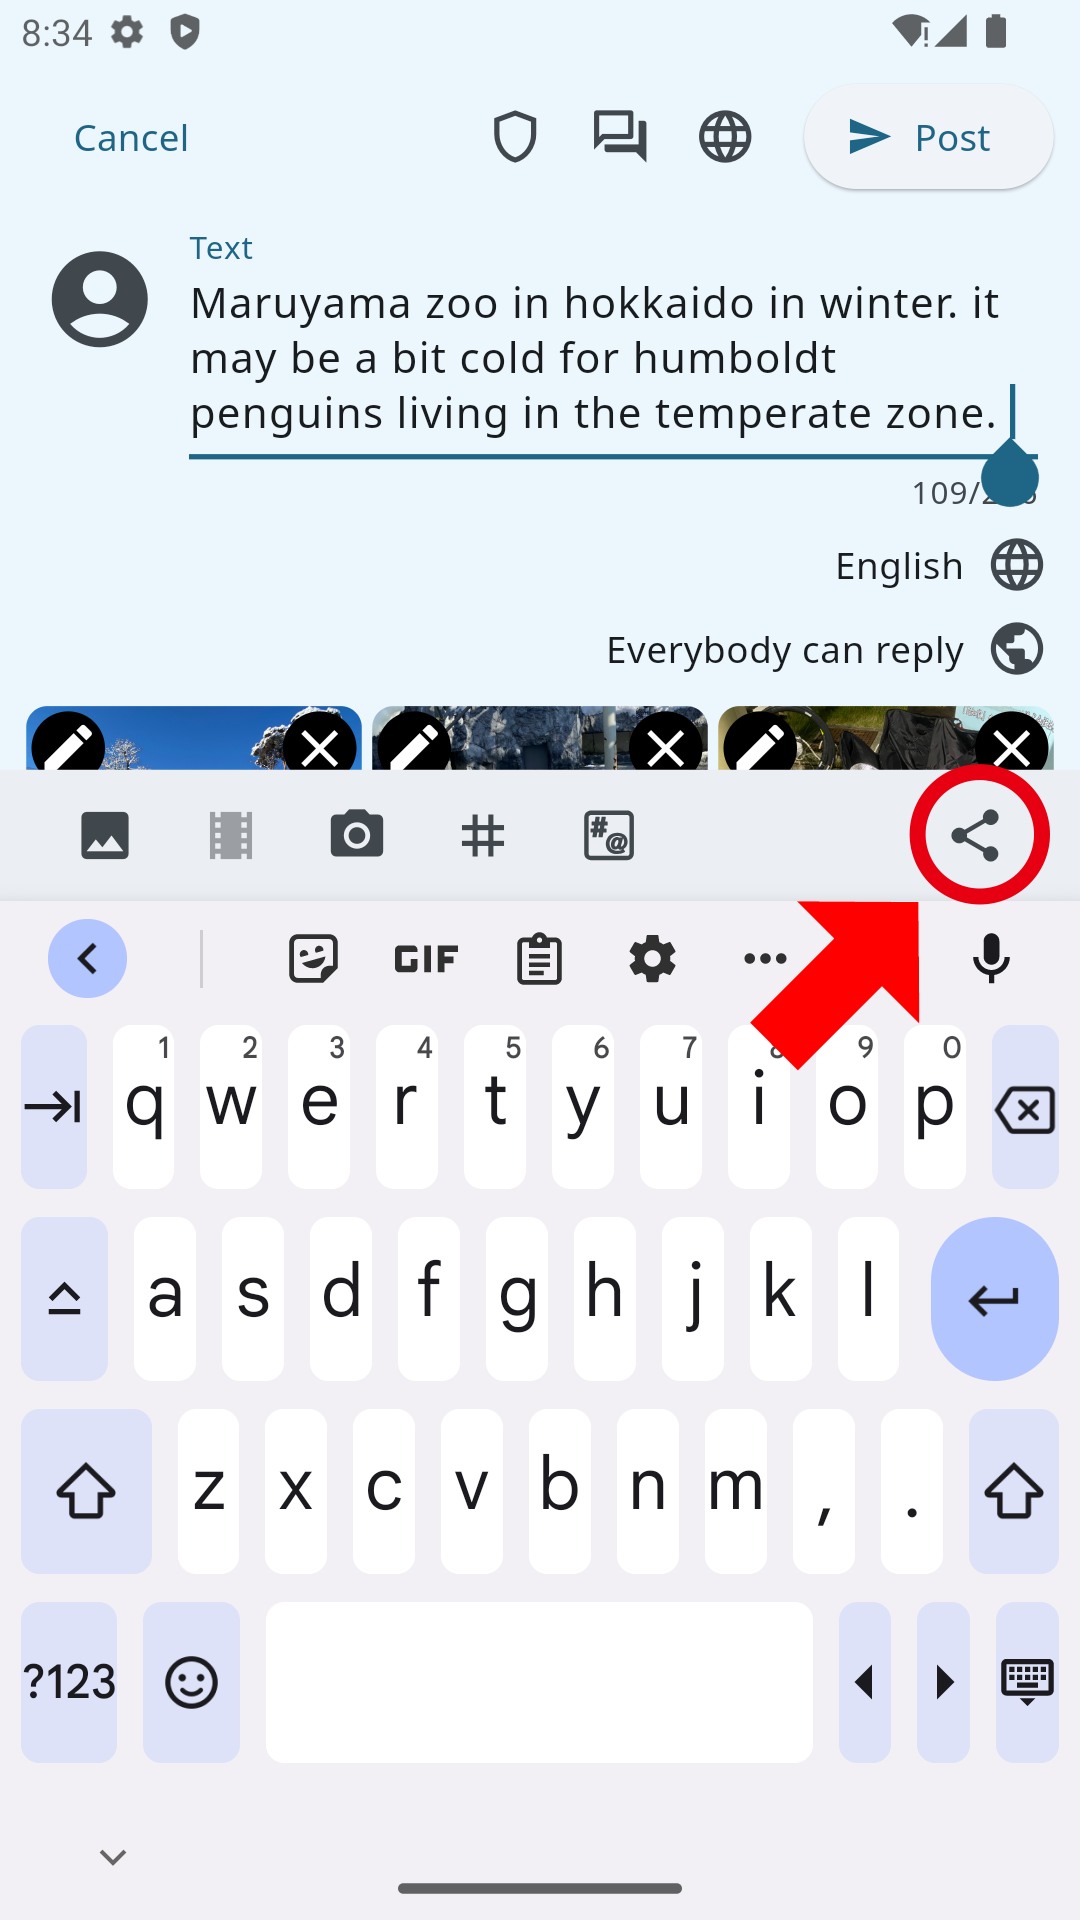 8:34
Cancel
Post
Text
Maruyama zoo in hokkaido in winter. it
may be a bit cold for humboldt
penguins living in the temperate zone.
109/
English
Everybody can reply
#
#@
GIF
1 2 3 4 5 6 7 8 9 0
q w e r t y u i o p
a s d f g h j k l
z x c v b n m , .
?123